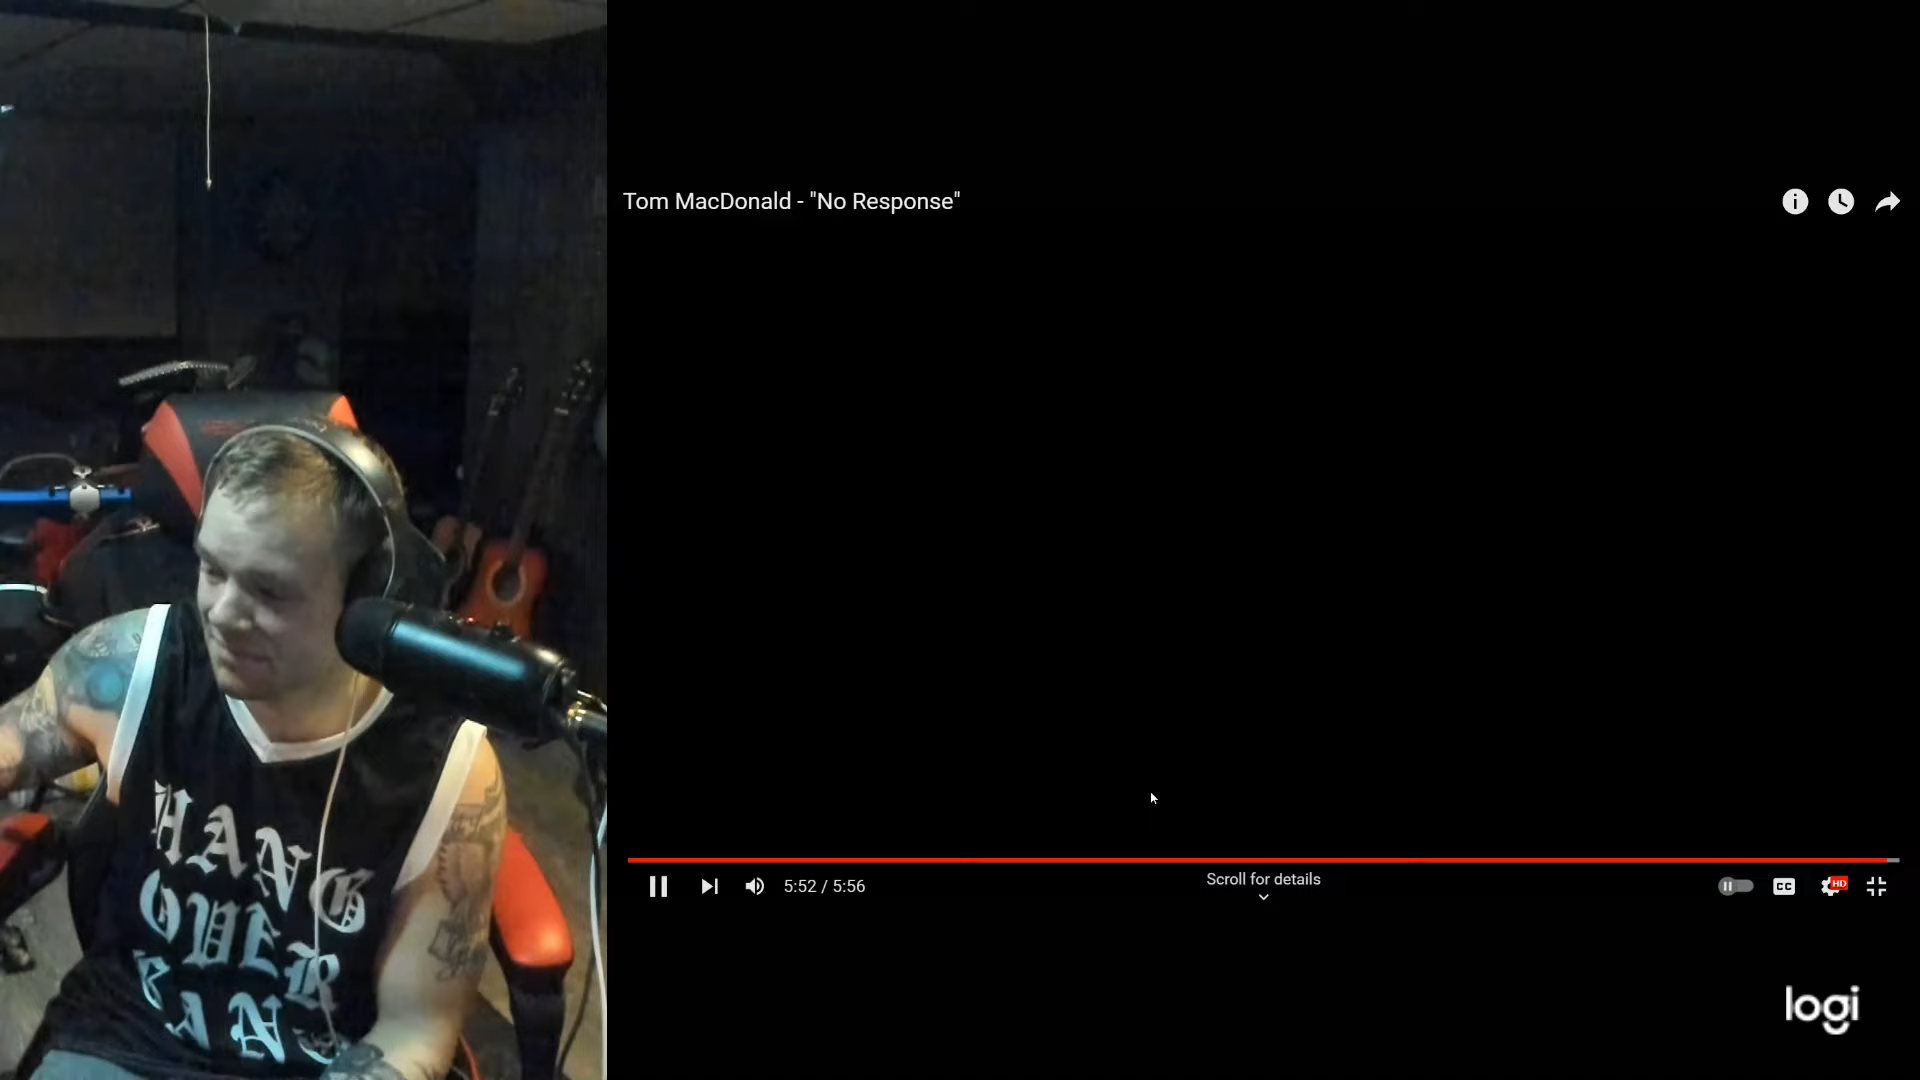 Tom MacDonald - "No Response"
5:52 / 5:56
Scroll for details
CC
HD
logi
HANG
OVER
GANG